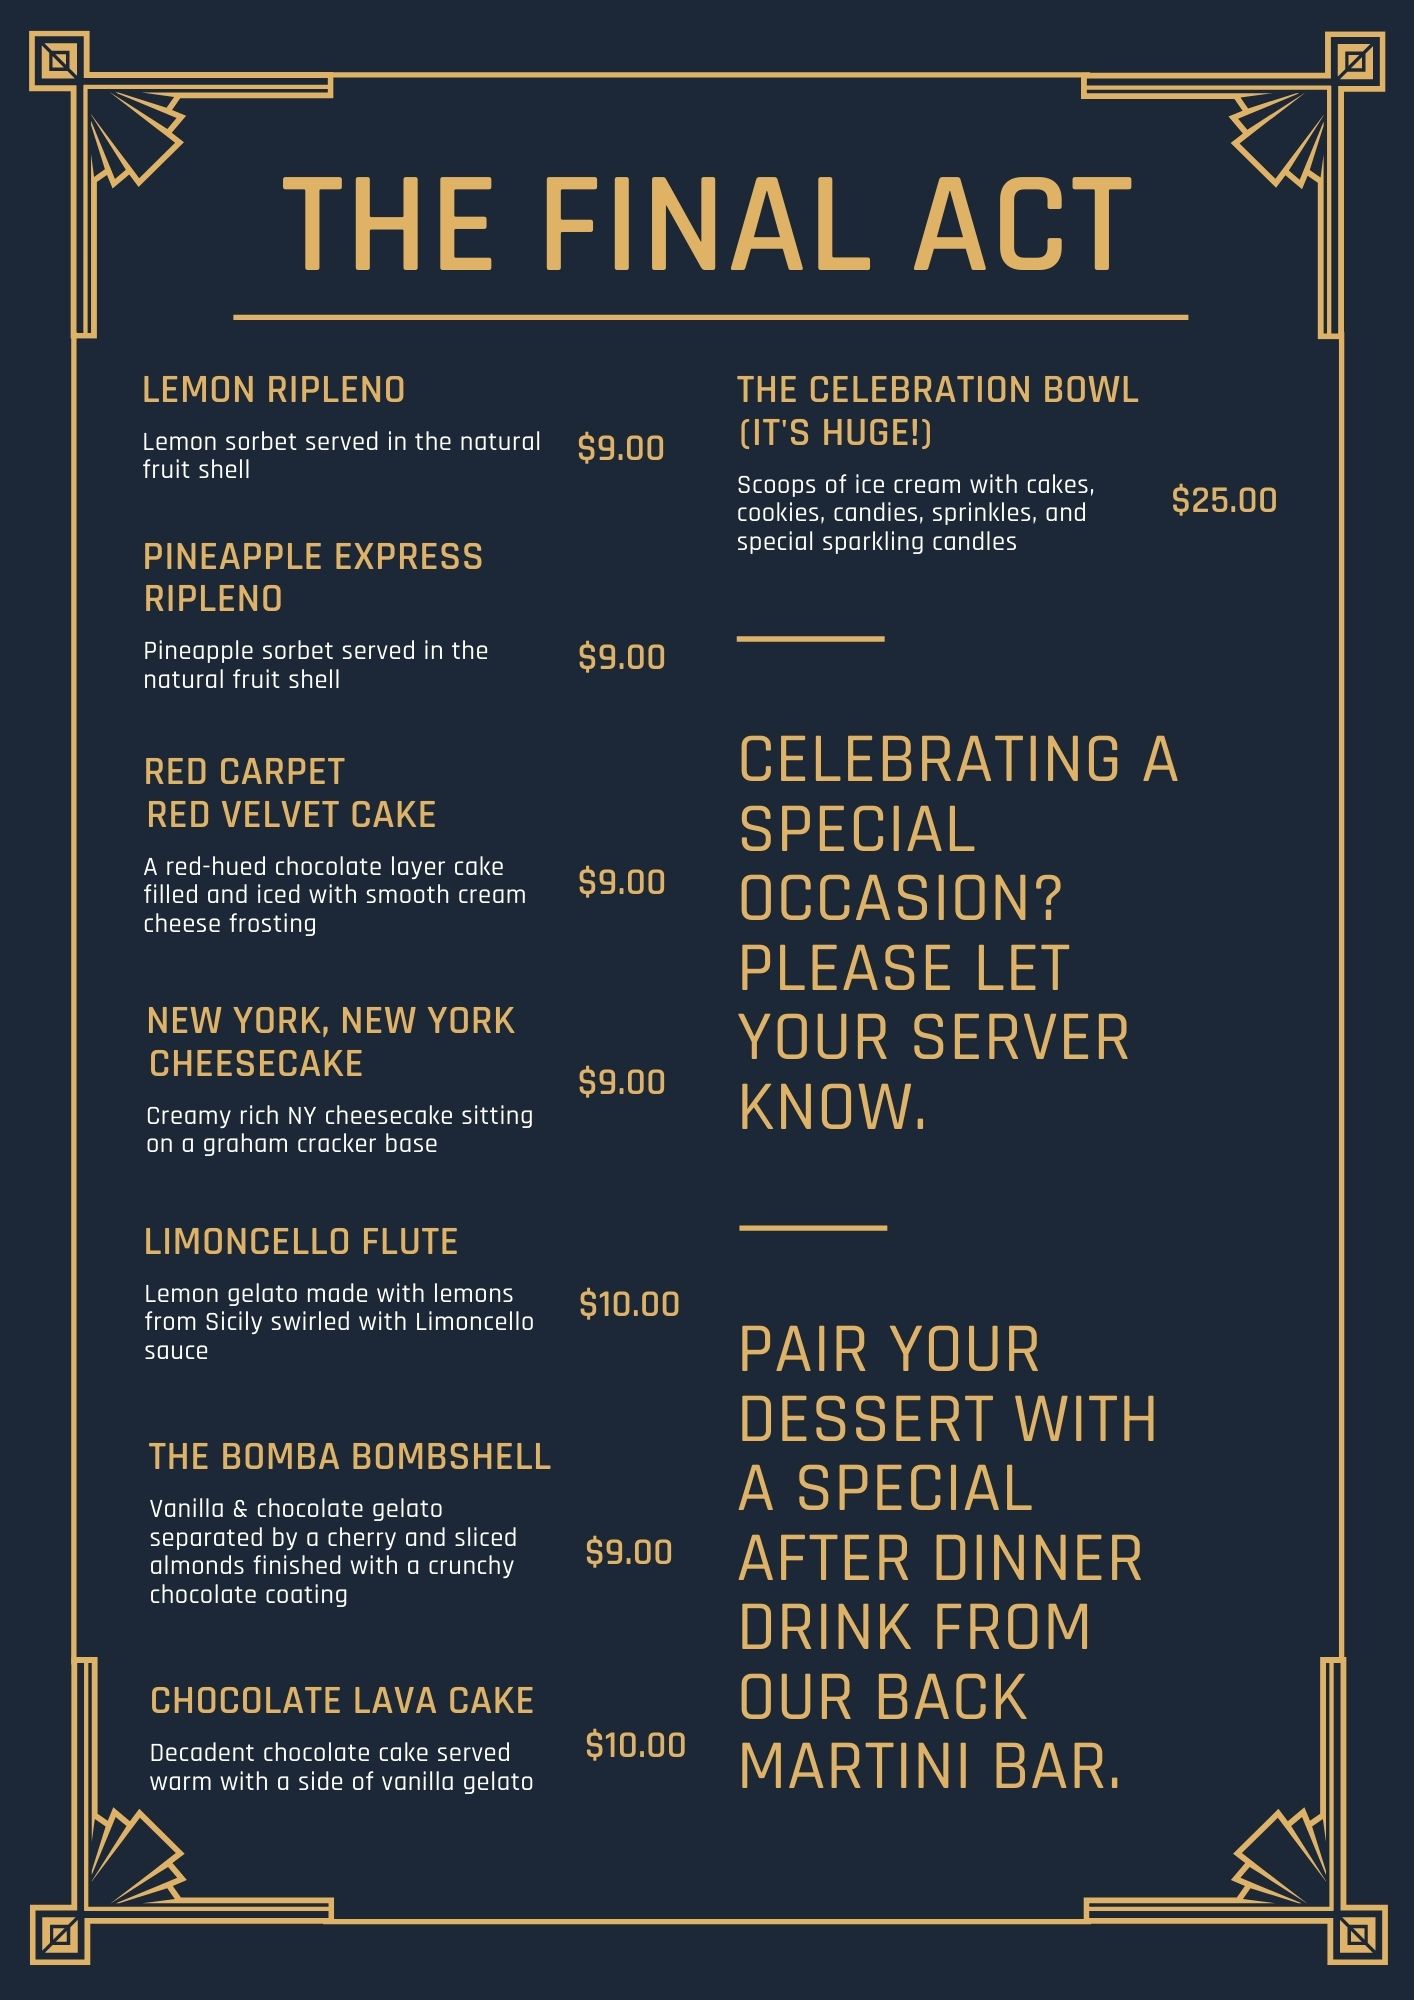 THE FINAL ACT
LEMON RIPLENO
Lemon sorbet served in the natural
fruit shell
$9.00
PINEAPPLE EXPRESS
RIPLENO
Pineapple sorbet served in the
natural fruit shell
$9.00
RED CARPET
RED VELVET CAKE
A red-hued chocolate layer cake
filled and iced with smooth cream
cheese frosting
$9.00
NEW YORK, NEW YORK
CHEESECAKE
Creamy rich NY cheesecake sitting
on a graham cracker base
$9.00
LIMONCELLO FLUTE
Lemon gelato made with lemons
from Sicily swirled with Limoncello
sauce
$10.00
THE BOMBA BOMBSHELL
Vanilla & chocolate gelato
separated by a cherry and sliced
almonds finished with a crunchy
chocolate coating
$9.00
CHOCOLATE LAVA CAKE
Decadent chocolate cake served
warm with a side of vanilla gelato
$10.00
THE CELEBRATION BOWL
(IT'S HUGE!)
Scoops of ice cream with cakes,
cookies, candies, sprinkles, and
special sparkling candles
$25.00
CELEBRATING A
SPECIAL
OCCASION?
PLEASE LET
YOUR SERVER
KNOW.
PAIR YOUR
DESSERT WITH
A SPECIAL
AFTER DINNER
DRINK FROM
OUR BACK
MARTINI BAR.